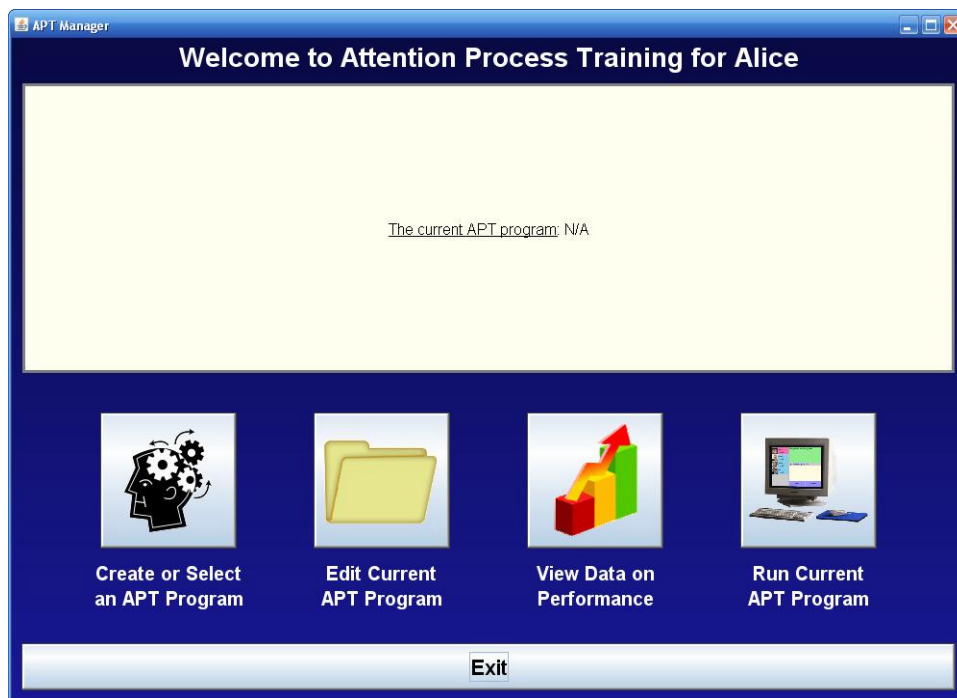 APT Manager
Welcome to Attention Process Training for Alice
The current APT program: N/A
Create or Select
an APT Program
Edit Current
APT Program
View Data on
Performance
Run Current
APT Program
Exit